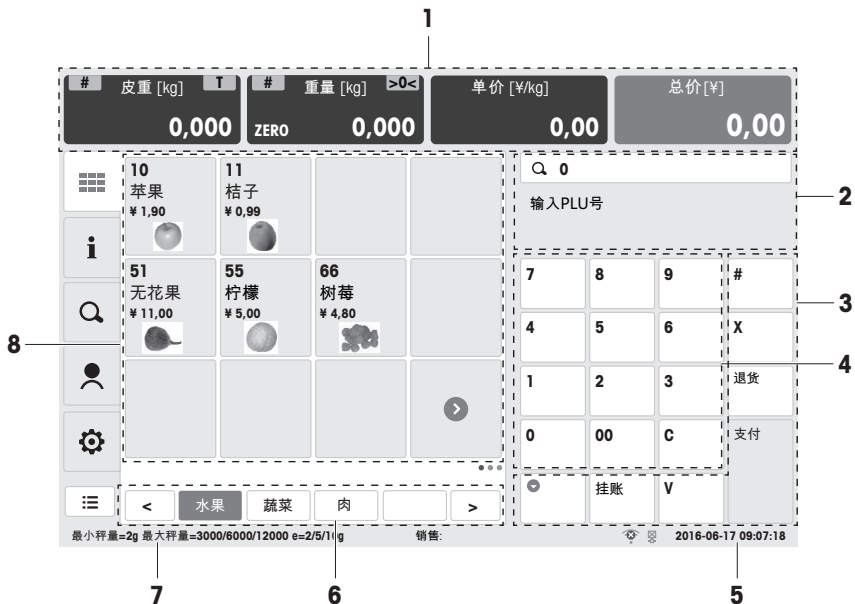 1
# 皮重 [kg] T # 重量 [kg] >0< 单价 [¥/kg] 总价[¥]
0,000 ZERO 0,000 0,00 0,00
10 11
苹果 桔子
¥ 1,90 ¥ 0,99
0
输入PLU号
2
i
51 55 66
无花果 柠檬 树莓
¥ 11,00 ¥ 5,00 ¥ 4,80
7 8 9 #
3
4 5 6 X
4
8
1 2 3 退货
0 00 C 支付
挂账 V
< 水果 蔬菜 肉 >
最小秤量=2g 最大秤量=3000/6000/12000 e=2/5/10g 销售: 2016-06-17 09:07:18
7 6 5